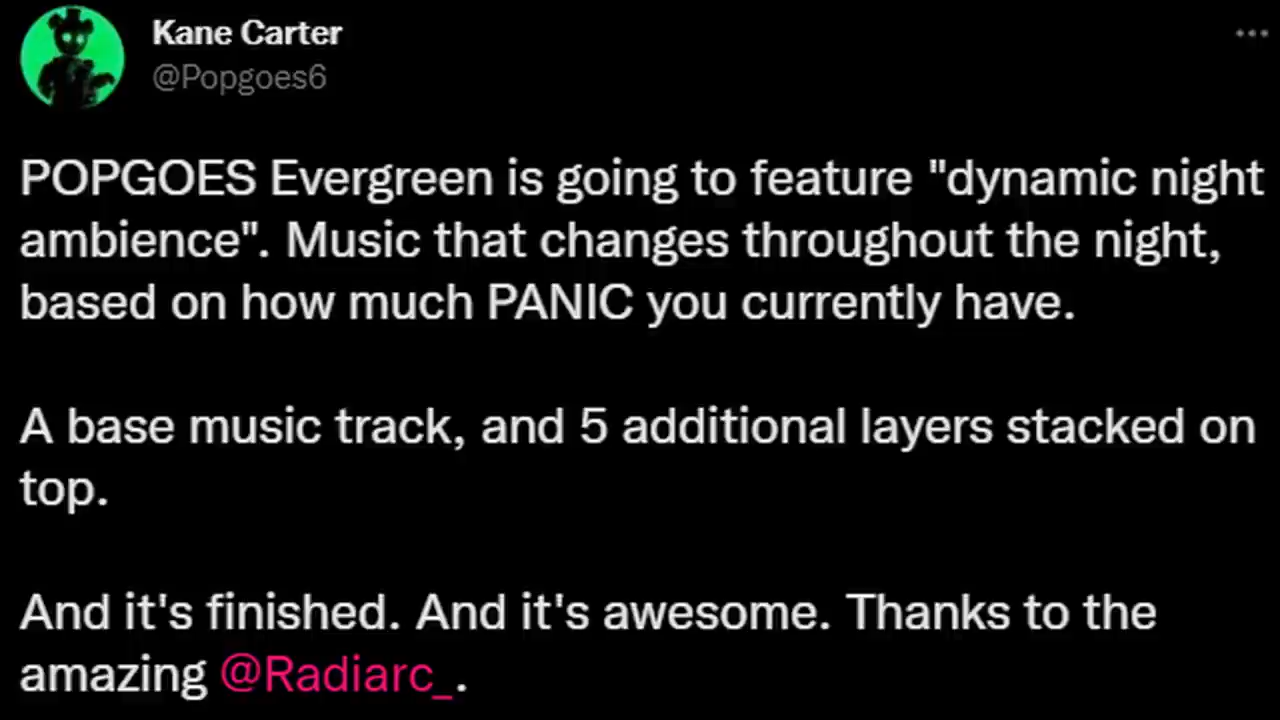 Kane Carter
@Popgoes6
POPGOES Evergreen is going to feature "dynamic night
ambience". Music that changes throughout the night,
based on how much PANIC you currently have.
A base music track, and 5 additional layers stacked on
top.
And it's finished. And it's awesome. Thanks to the
amazing @Radiarc_.